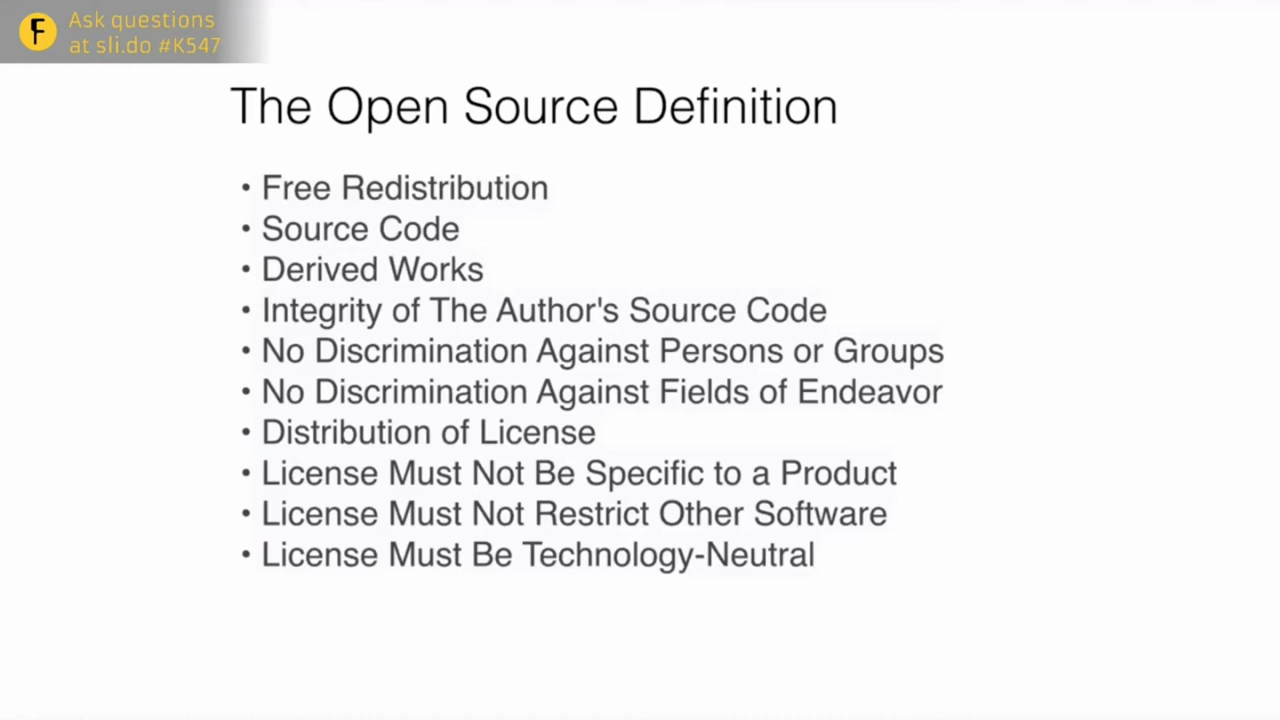 F
Ask questions
at sli.do #K547
The Open Source Definition
• Free Redistribution
• Source Code
• Derived Works
• Integrity of The Author's Source Code
• No Discrimination Against Persons or Groups
• No Discrimination Against Fields of Endeavor
• Distribution of License
• License Must Not Be Specific to a Product
• License Must Not Restrict Other Software
• License Must Be Technology-Neutral